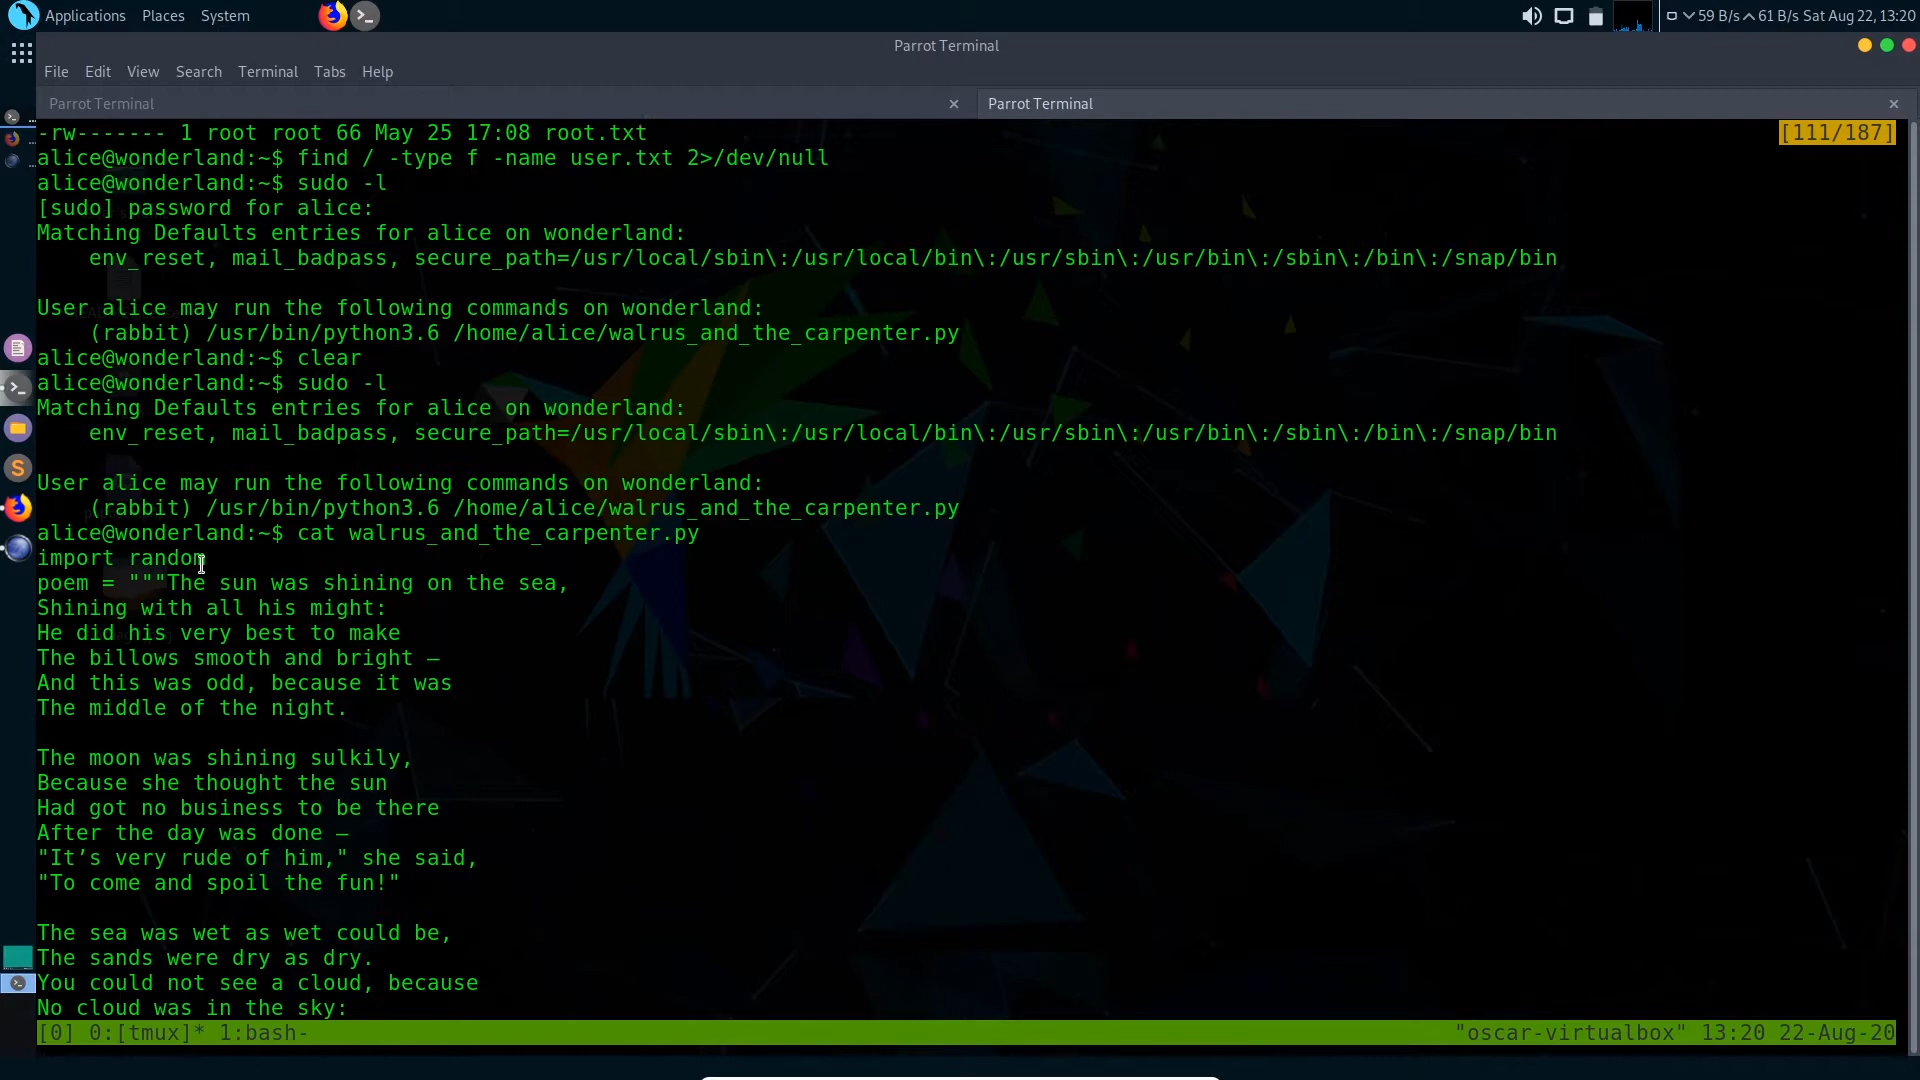 Applications Places System
59 B/s 61 B/s Sat Aug 22, 13:20
Parrot Terminal
File Edit View Search Terminal Tabs Help
Parrot Terminal × Parrot Terminal ×
-rw------- 1 root root 66 May 25 17:08 root.txt [111/187]
alice@wonderland:~$ find / -type f -name user.txt 2>/dev/null
alice@wonderland:~$ sudo -l
[sudo] password for alice:
Matching Defaults entries for alice on wonderland:
    env_reset, mail_badpass, secure_path=/usr/local/sbin\:/usr/local/bin\:/usr/sbin\:/usr/bin\:/sbin\:/bin\:/snap/bin
User alice may run the following commands on wonderland:
    (rabbit) /usr/bin/python3.6 /home/alice/walrus_and_the_carpenter.py
alice@wonderland:~$ clear
alice@wonderland:~$ sudo -l
Matching Defaults entries for alice on wonderland:
    env_reset, mail_badpass, secure_path=/usr/local/sbin\:/usr/local/bin\:/usr/sbin\:/usr/bin\:/sbin\:/bin\:/snap/bin
User alice may run the following commands on wonderland:
    (rabbit) /usr/bin/python3.6 /home/alice/walrus_and_the_carpenter.py
alice@wonderland:~$ cat walrus_and_the_carpenter.py
import random
poem = """The sun was shining on the sea,
Shining with all his might:
He did his very best to make
The billows smooth and bright —
And this was odd, because it was
The middle of the night.
The moon was shining sulkily,
Because she thought the sun
Had got no business to be there
After the day was done —
"It’s very rude of him," she said,
"To come and spoil the fun!"
The sea was wet as wet could be,
The sands were dry as dry.
You could not see a cloud, because
No cloud was in the sky:
[0] 0:[tmux]* 1:bash- "oscar-virtualbox" 13:20 22-Aug-20